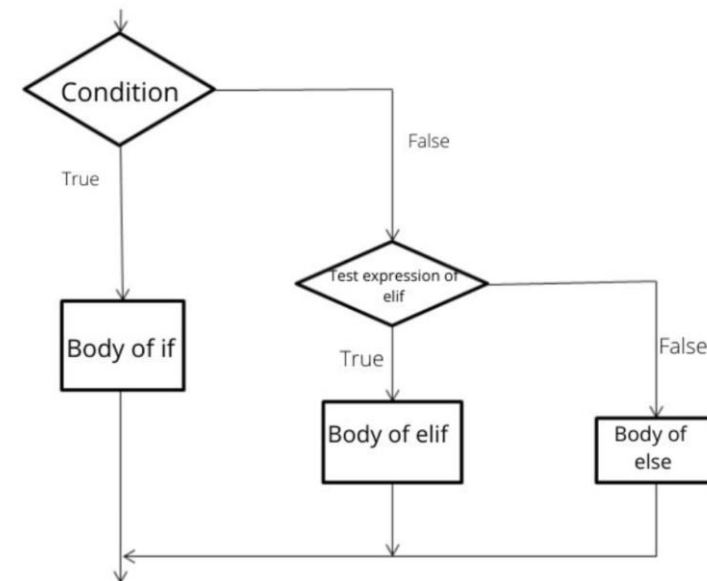 Condition
False
True
Test expression of
elif
Body of if
True
False
Body of elif
Body of
else